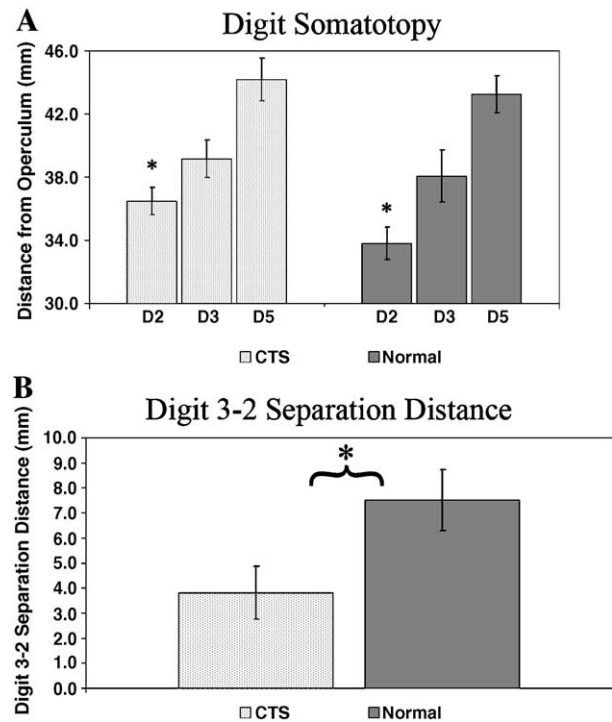 A
Digit Somatotopy
Distance from Operculum (mm)
46.0
42.0
38.0
34.0
30.0
*
*
D2 D3 D5 D2 D3 D5
CTS Normal
B
Digit 3-2 Separation Distance
Digit 3-2 Separation Distance (mm)
10.0
9.0
8.0
7.0
6.0
5.0
4.0
3.0
2.0
1.0
0.0
*
CTS Normal